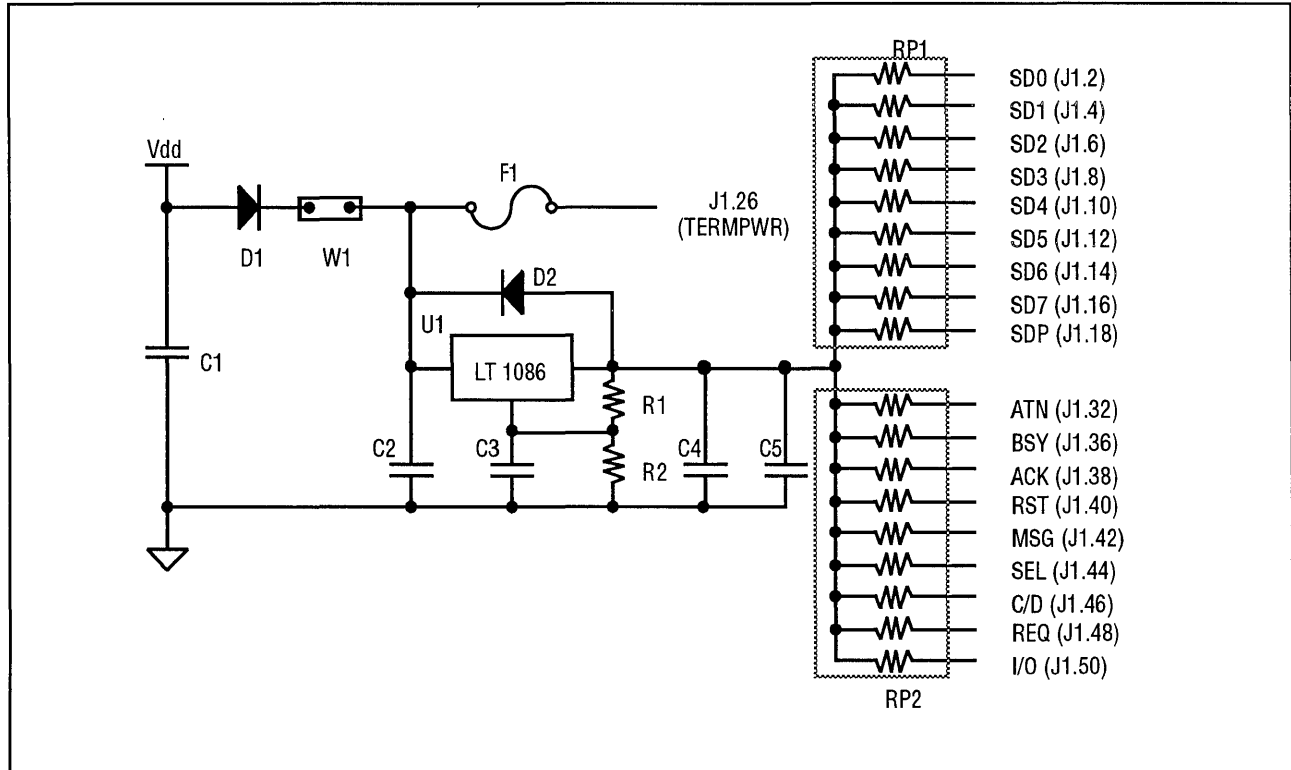 RP1
SD0 (J1.2)
SD1 (J1.4)
SD2 (J1.6)
SD3 (J1.8)
SD4 (J1.10)
SD5 (J1.12)
SD6 (J1.14)
SD7 (J1.16)
SDP (J1.18)
Vdd
F1
J1.26
(TERMPWR)
D1
W1
D2
U1
LT 1086
C1
R1
C2
C3
R2
C4
C5
ATN (J1.32)
BSY (J1.36)
ACK (J1.38)
RST (J1.40)
MSG (J1.42)
SEL (J1.44)
C/D (J1.46)
REQ (J1.48)
I/O (J1.50)
RP2